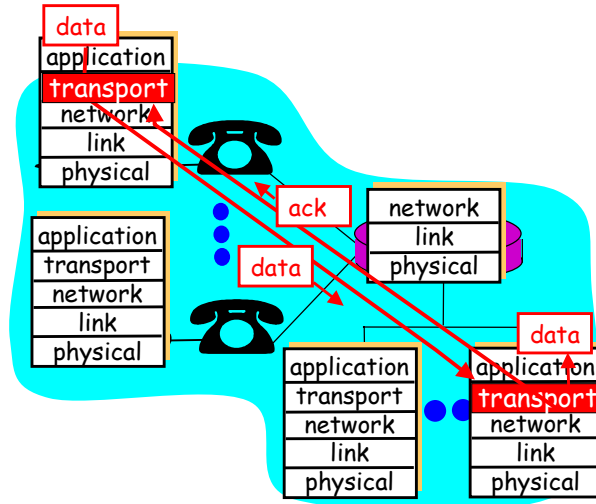 data
application
transport
network
link
physical
ack
network
link
physical
application
transport
network
link
physical
data
data
application
transport
network
link
physical
application
transport
network
link
physical